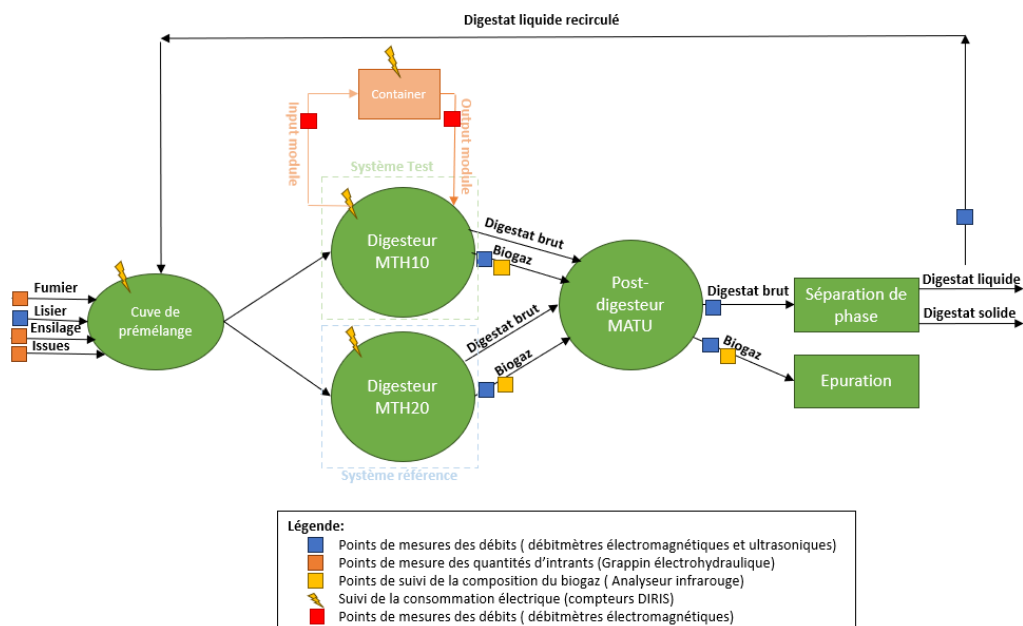 Digestat liquide recirculé
Container
Input module
Output module
Système Test
Digesteur
MTH10
Digestat brut
Biogaz
Fumier
Lisier
Ensilage
Issues
Cuve de
prémélange
Post-
digesteur
MATU
Digestat brut
Séparation de
phase
Digestat liquide
Digestat solide
Digestat brut
Biogaz
Digesteur
MTH20
Biogaz
Epuration
Système référence
Légende:
Points de mesures des débits ( débitmètres électromagnétiques et ultrasoniques)
Points de mesure des quantités d'intrants (Grappin électrohydraulique)
Points de suivi de la composition du biogaz ( Analyseur infrarouge)
Suivi de la consommation électrique (compteurs DIRIS)
Points de mesures des débits ( débitmètres électromagnétiques)